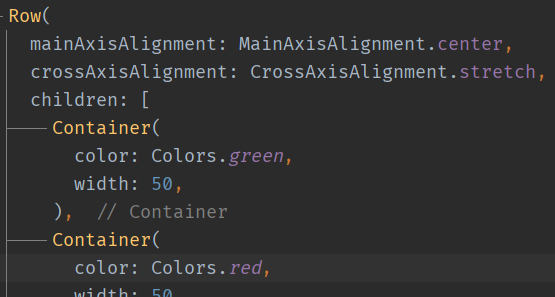 Row(
mainAxisAlignment: MainAxisAlignment.center,
crossAxisAlignment: CrossAxisAlignment.stretch,
children: [
Container(
color: Colors.green,
width: 50,
), // Container
Container(
color: Colors.red,
width: 50